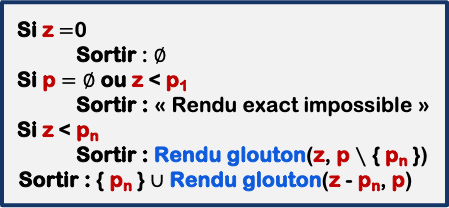 Si z =0
Sortir : ∅
Si p = ∅ ou z < p₁
Sortir : « Rendu exact impossible »
Si z < pₙ
Sortir : Rendu glouton(z, p \ { pₙ })
Sortir : { pₙ } ∪ Rendu glouton(z - pₙ, p)